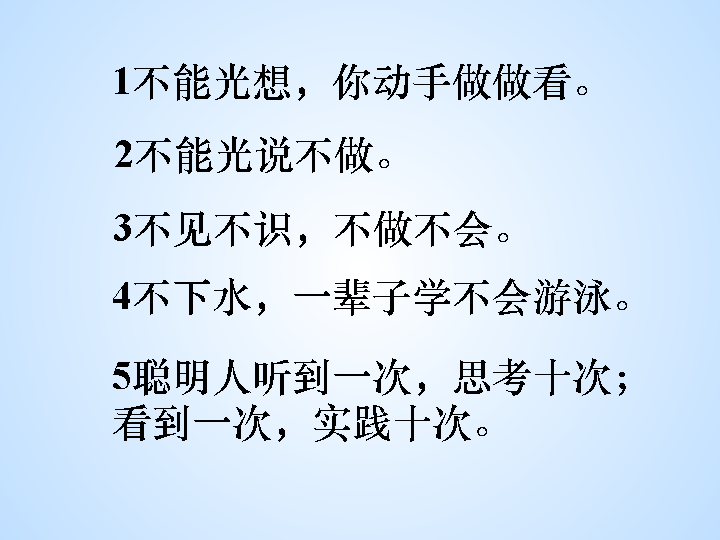 1不能光想，你动手做做看。
2不能光说不做。
3不见不识，不做不会。
4不下水，一辈子学不会游泳。
5聪明人听到一次，思考十次；
看到一次，实践十次。